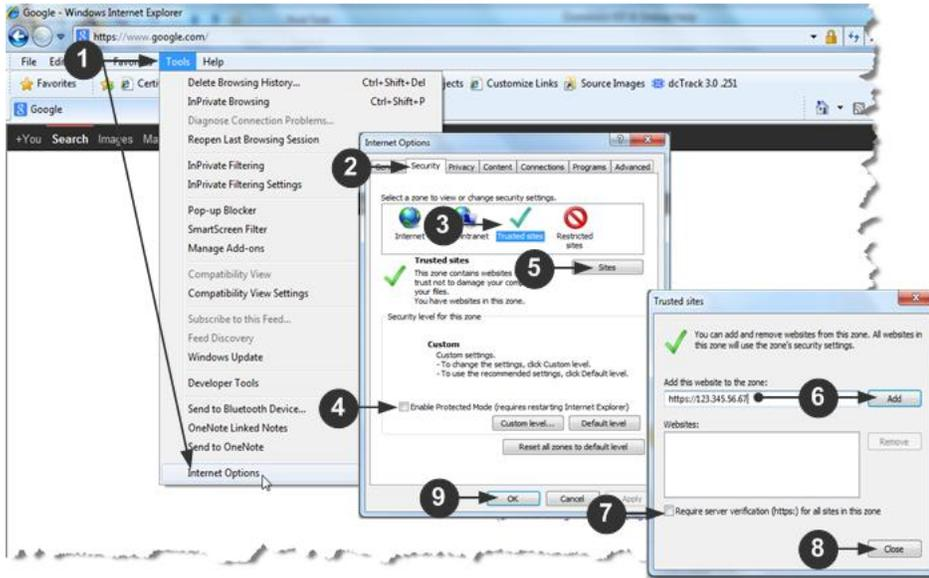 Google - Windows Internet Explorer
https://www.google.com/
File Tools Help
Favorites jects Customize Links Source Images dcTrack 3.0 .251
Google
+You Search Images
1
Delete Browsing History... Ctrl+Shift+Del
InPrivate Browsing Ctrl+Shift+P
Diagnose Connection Problems...
Reopen Last Browsing Session
InPrivate Filtering
InPrivate Filtering Settings
Pop-up Blocker
SmartScreen Filter
Manage Add-ons
Compatibility View
Compatibility View Settings
Subscribe to this Feed...
Feed Discovery
Windows Update
Developer Tools
Send to Bluetooth Device...
OneNote Linked Notes
Send to OneNote
Internet Options
Internet Options
2
Security Privacy Content Connections Programs Advanced
Select a zone to view or change security settings.
3
Internet Trusted sites Restricted
sites
Trusted sites
5 Sites
This zone contains websites
trust not to damage your
your files.
You have websites in this zone.
Security level for this zone
Custom
Custom settings.
- To change the settings, click Custom level.
- To use the recommended settings, click Default level.
4
Enable Protected Mode (requires restarting Internet Explorer)
Custom level... Default level
Reset all zones to default level
9 OK Cancel Apply
Trusted sites
You can add and remove websites from this zone. All websites in
this zone will use the zone's security settings.
Add this website to the zone:
https://123.345.56.67 6 Add
Websites:
Remove
7 Require server verification (https:) for all sites in this zone
8 Close